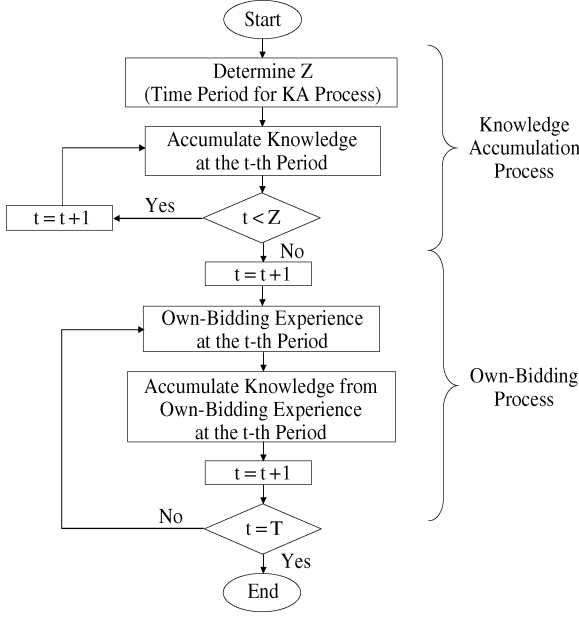 Start
Determine Z
(Time Period for KA Process)
Accumulate Knowledge
at the t-th Period
Yes
t = t+1
t < Z
No
t = t+1
Own-Bidding Experience
at the t-th Period
Accumulate Knowledge from
Own-Bidding Experience
at the t-th Period
t = t+1
No
t = T
Yes
End
Knowledge
Accumulation
Process
Own-Bidding
Process